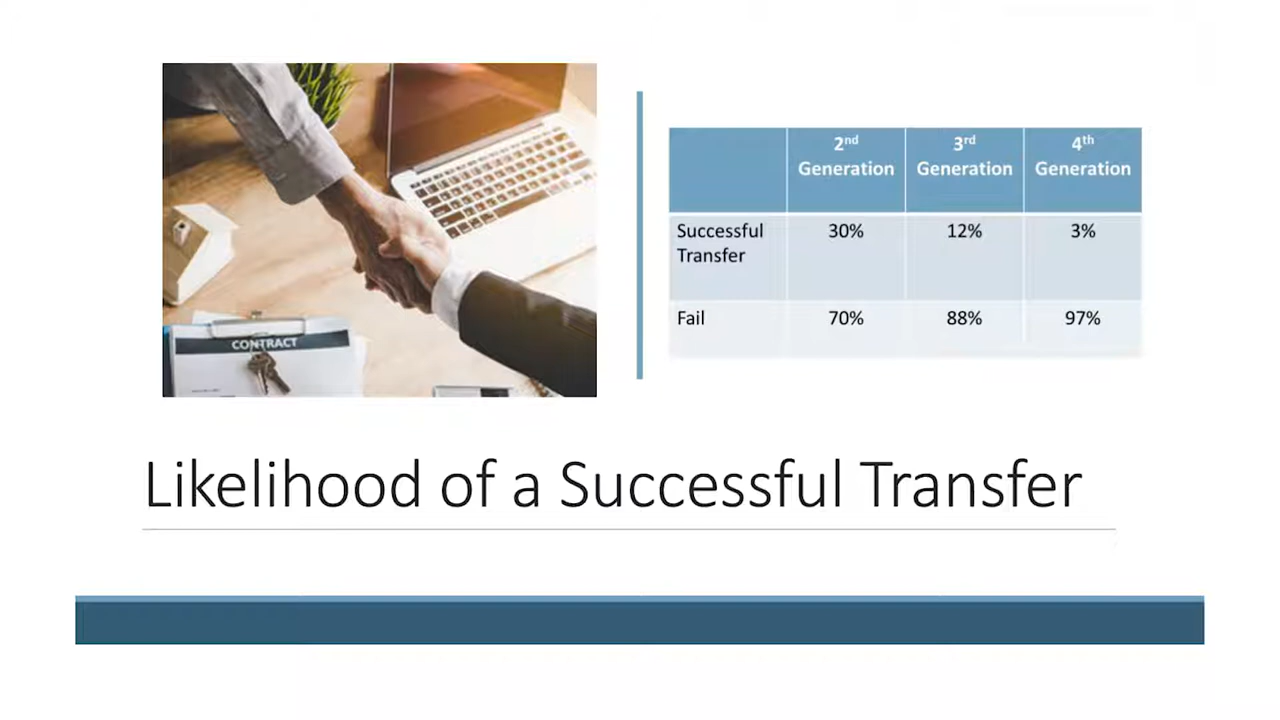 CONTRACT
2nd Generation 3rd Generation 4th Generation
Successful Transfer 30% 12% 3%
Fail 70% 88% 97%
Likelihood of a Successful Transfer